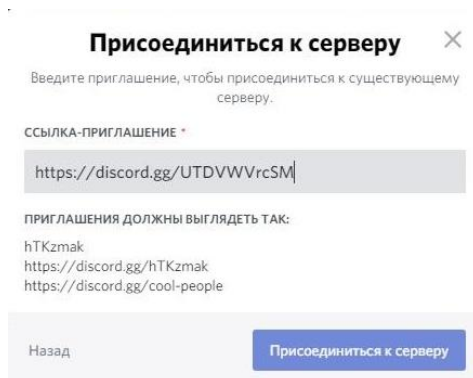 Присоединиться к серверу
Введите приглашение, чтобы присоединиться к существующему
серверу.
ССЫЛКА-ПРИГЛАШЕНИЕ *
https://discord.gg/UTDVWVrcSM
ПРИГЛАШЕНИЯ ДОЛЖНЫ ВЫГЛЯДЕТЬ ТАК:
hTKzmak
https://discord.gg/hTKzmak
https://discord.gg/cool-people
Назад
Присоединиться к серверу